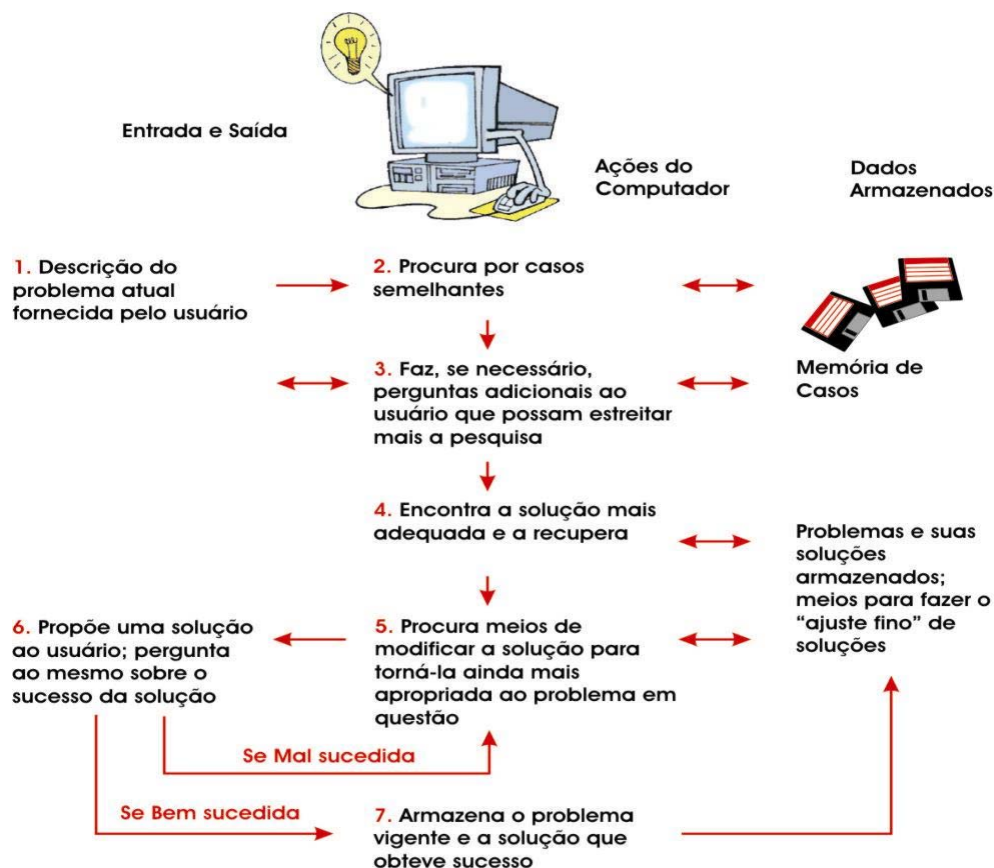 Entrada e Saída
Ações do
Computador
Dados
Armazenados
1. Descrição do
problema atual
fornecida pelo usuário
2. Procura por casos
semelhantes
3. Faz, se necessário,
perguntas adicionais ao
usuário que possam estreitar
mais a pesquisa
Memória de
Casos
4. Encontra a solução mais
adequada e a recupera
Problemas e suas
soluções
armazenados;
meios para fazer o
“ajuste fino” de
soluções
5. Procura meios de
modificar a solução para
torná-la ainda mais
apropriada ao problema em
questão
6. Propõe uma solução
ao usuário; pergunta
ao mesmo sobre o
sucesso da solução
Se Mal sucedida
Se Bem sucedida
7. Armazena o problema
vigente e a solução que
obteve sucesso